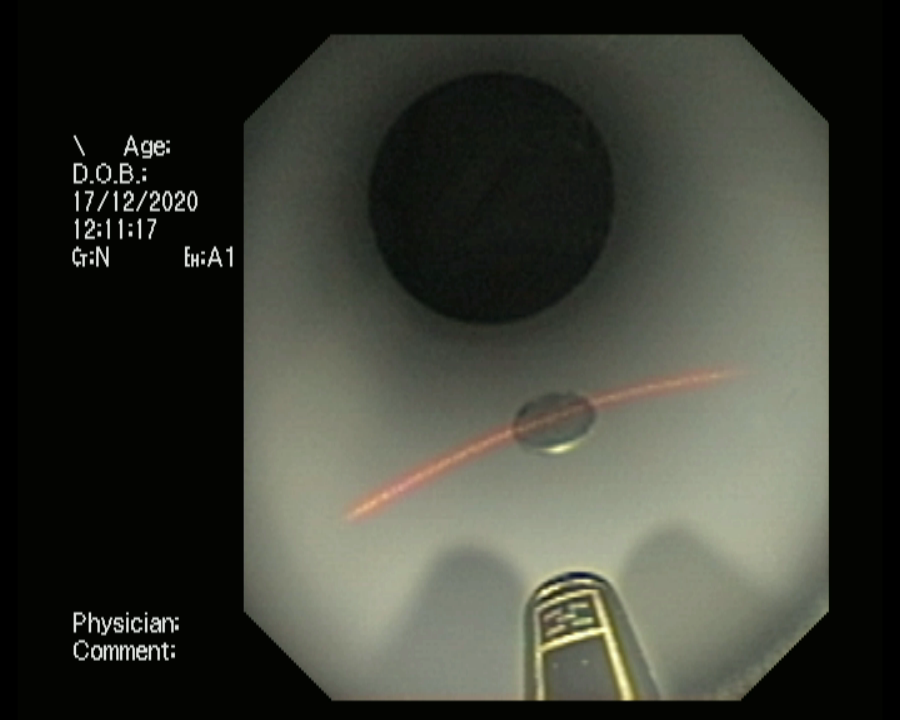 \ Age:
D.O.B.:
17/12/2020
12:11:17
Cr:N Eh:A1
Physician:
Comment: